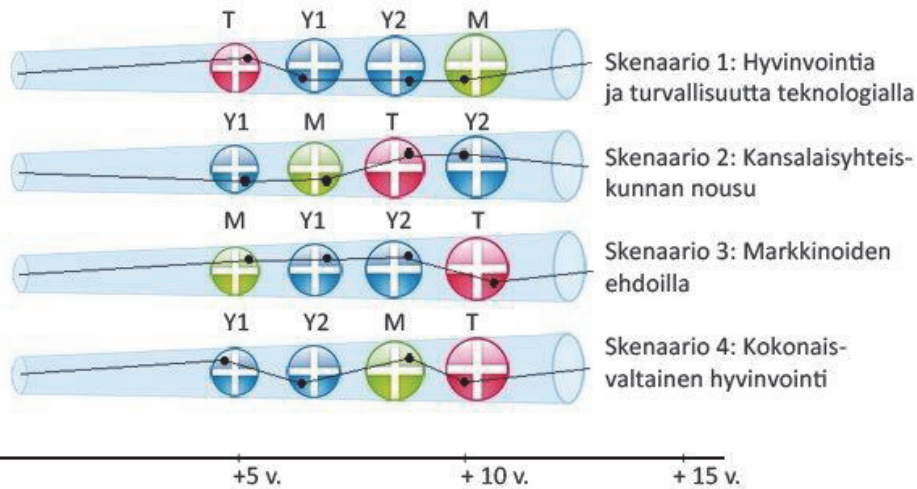 T Y1 Y2 M
Skenaario 1: Hyvinvointia
ja turvallisuutta teknologialla
Y1 M T Y2
Skenaario 2: Kansalaisyhteis-
kunnan nousu
M Y1 Y2 T
Skenaario 3: Markkinoiden
ehdoilla
Y1 Y2 M T
Skenaario 4: Kokonais-
valtainen hyvinvointi
+5 v. + 10 v. + 15 v.